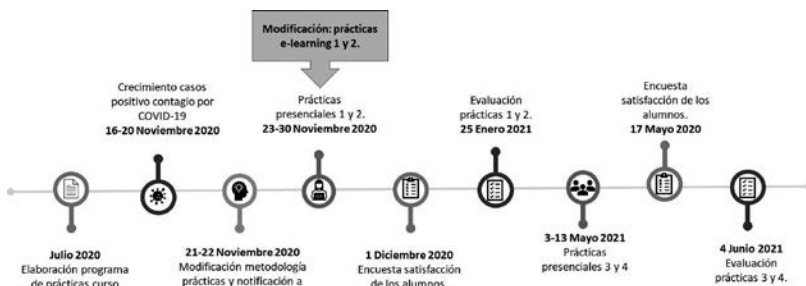 Modificación: prácticas
e-learning 1 y 2.
Crecimiento casos
positivo contagio por
COVID-19
16-20 Noviembre 2020
Prácticas
presenciales 1 y 2.
23-30 Noviembre 2020
Evaluación
prácticas 1 y 2.
25 Enero 2021
Encuesta
satisfacción de los
alumnos.
17 Mayo 2020
Julio 2020
Elaboración programa
de prácticas curso
21-22 Noviembre 2020
Modificación metodología
prácticas y notificación a
1 Diciembre 2020
Encuesta satisfacción
de los alumnos.
3-13 Mayo 2021
Prácticas
presenciales 3 y 4
4 Junio 2021
Evaluación
prácticas 3 y 4.